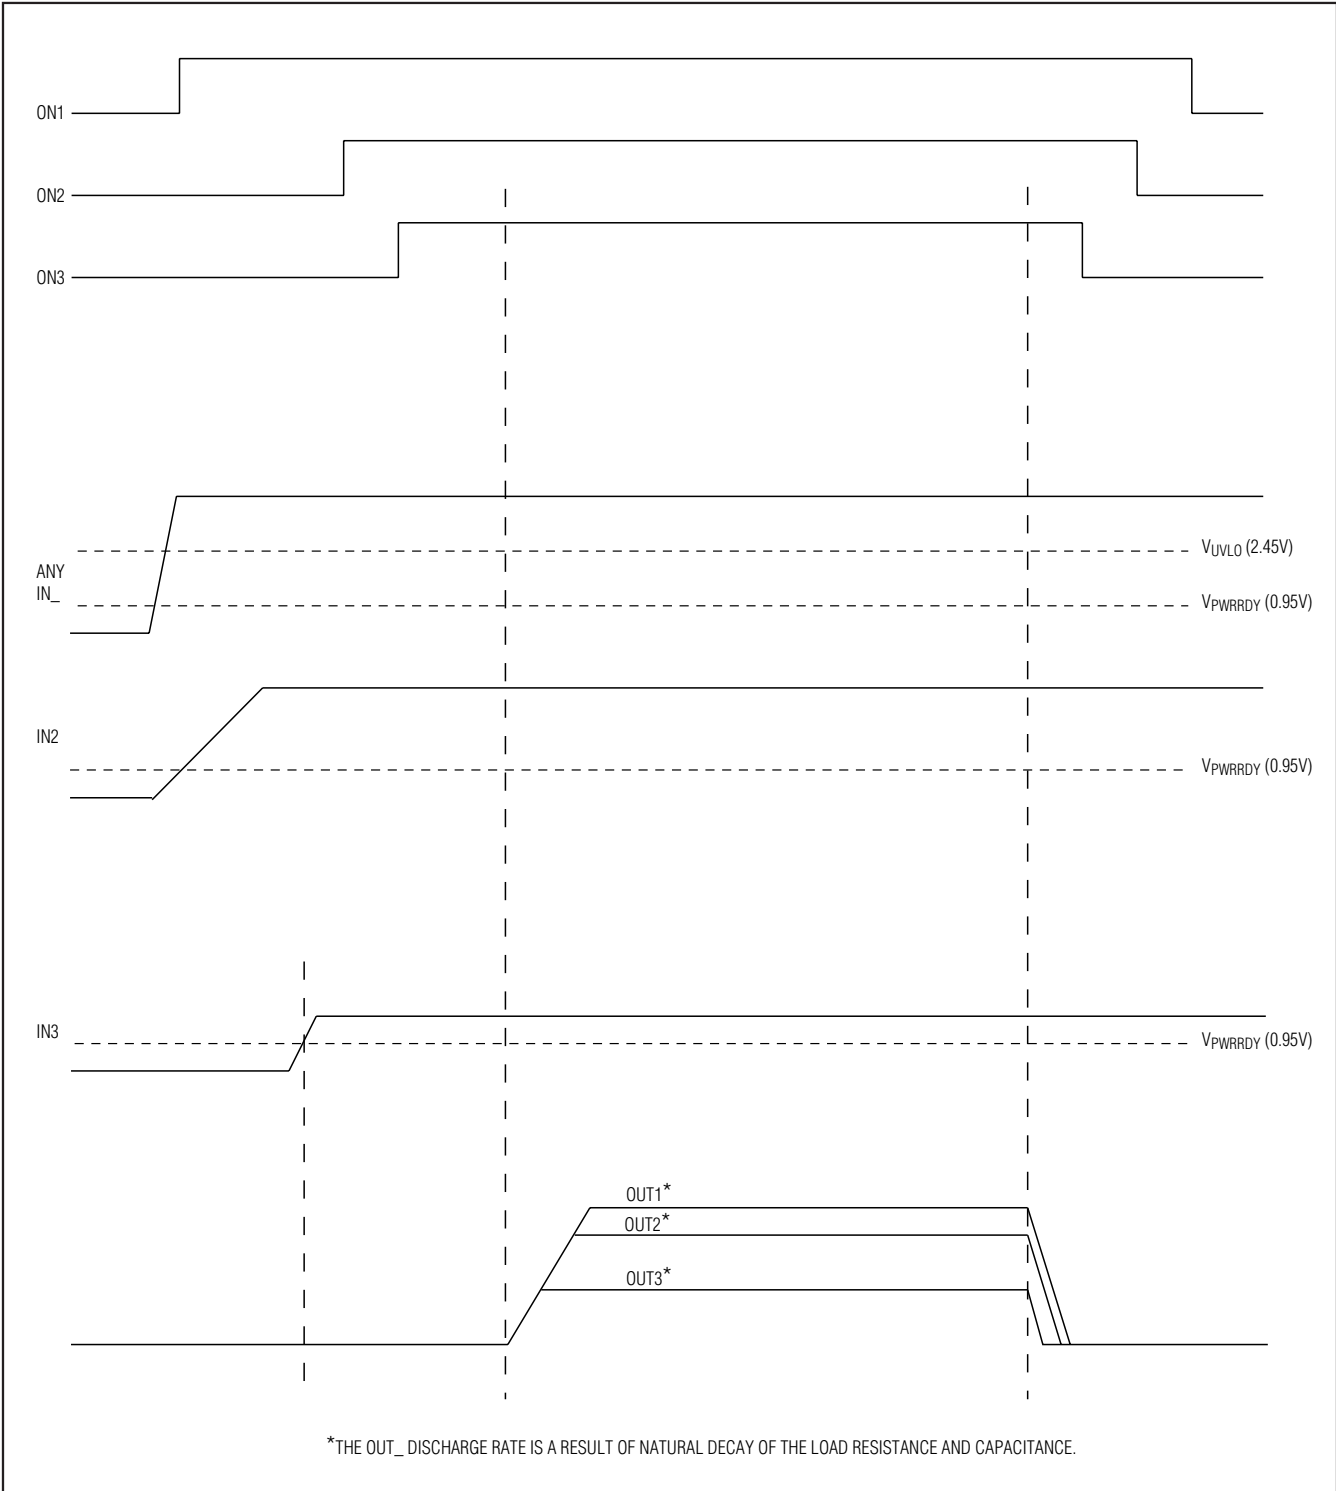 ON1
ON2
ON3
VUVLO (2.45V)
ANY
IN_
VPWRRDY (0.95V)
IN2
VPWRRDY (0.95V)
IN3
VPWRRDY (0.95V)
OUT1*
OUT2*
OUT3*
*THE OUT_ DISCHARGE RATE IS A RESULT OF NATURAL DECAY OF THE LOAD RESISTANCE AND CAPACITANCE.